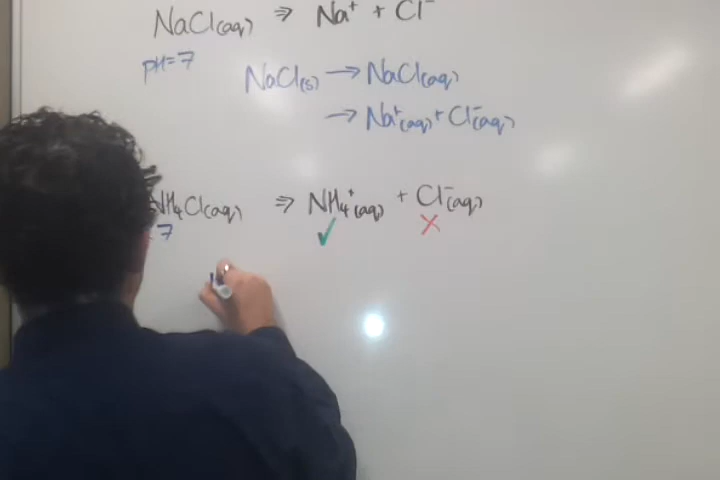 NaCl(aq) ⇒ Na⁺ + Cl⁻
pH=7
NaCl(s) → NaCl(aq)
→ Na⁺(aq) + Cl⁻(aq)
NH₄Cl(aq) ⇒ NH₄⁺(aq) + Cl⁻(aq)
7 ✓ ✗